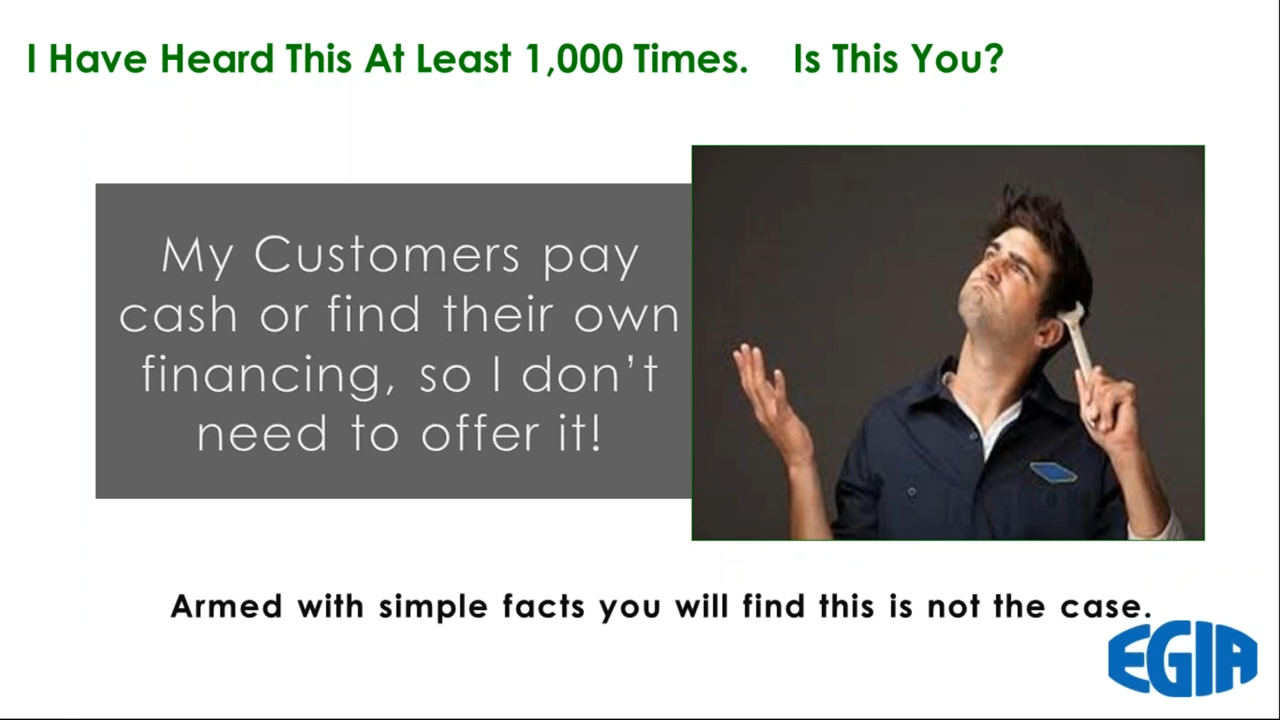 I Have Heard This At Least 1,000 Times. Is This You?
My Customers pay
cash or find their own
financing, so I don’t
need to offer it!
Armed with simple facts you will find this is not the case.
EGIA